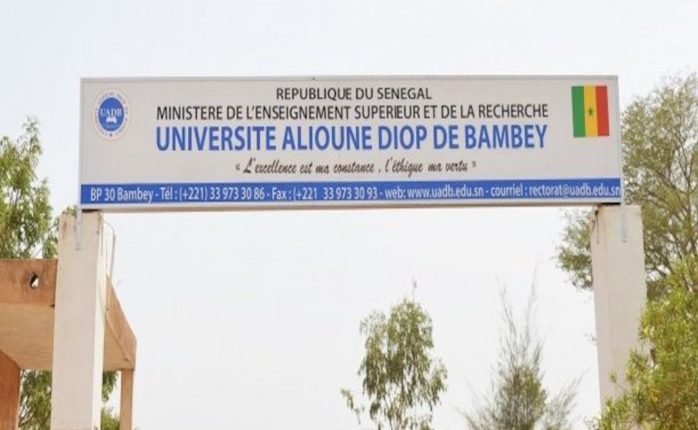 REPUBLIQUE DU SENEGAL
MINISTERE DE L'ENSEIGNEMENT SUPERIEUR ET DE LA RECHERCHE
UADB
UNIVERSITE ALIOUNE DIOP DE BAMBEY
“ L'excellence est ma constance , l'éthique ma vertu ”
BP 30 Bambey - Tél : (+221) 33 973 30 86 - Fax : (+221 33 973 30 93 - web: www.uadb.edu.sn - courriel : rectorat@uadb.edu.sn